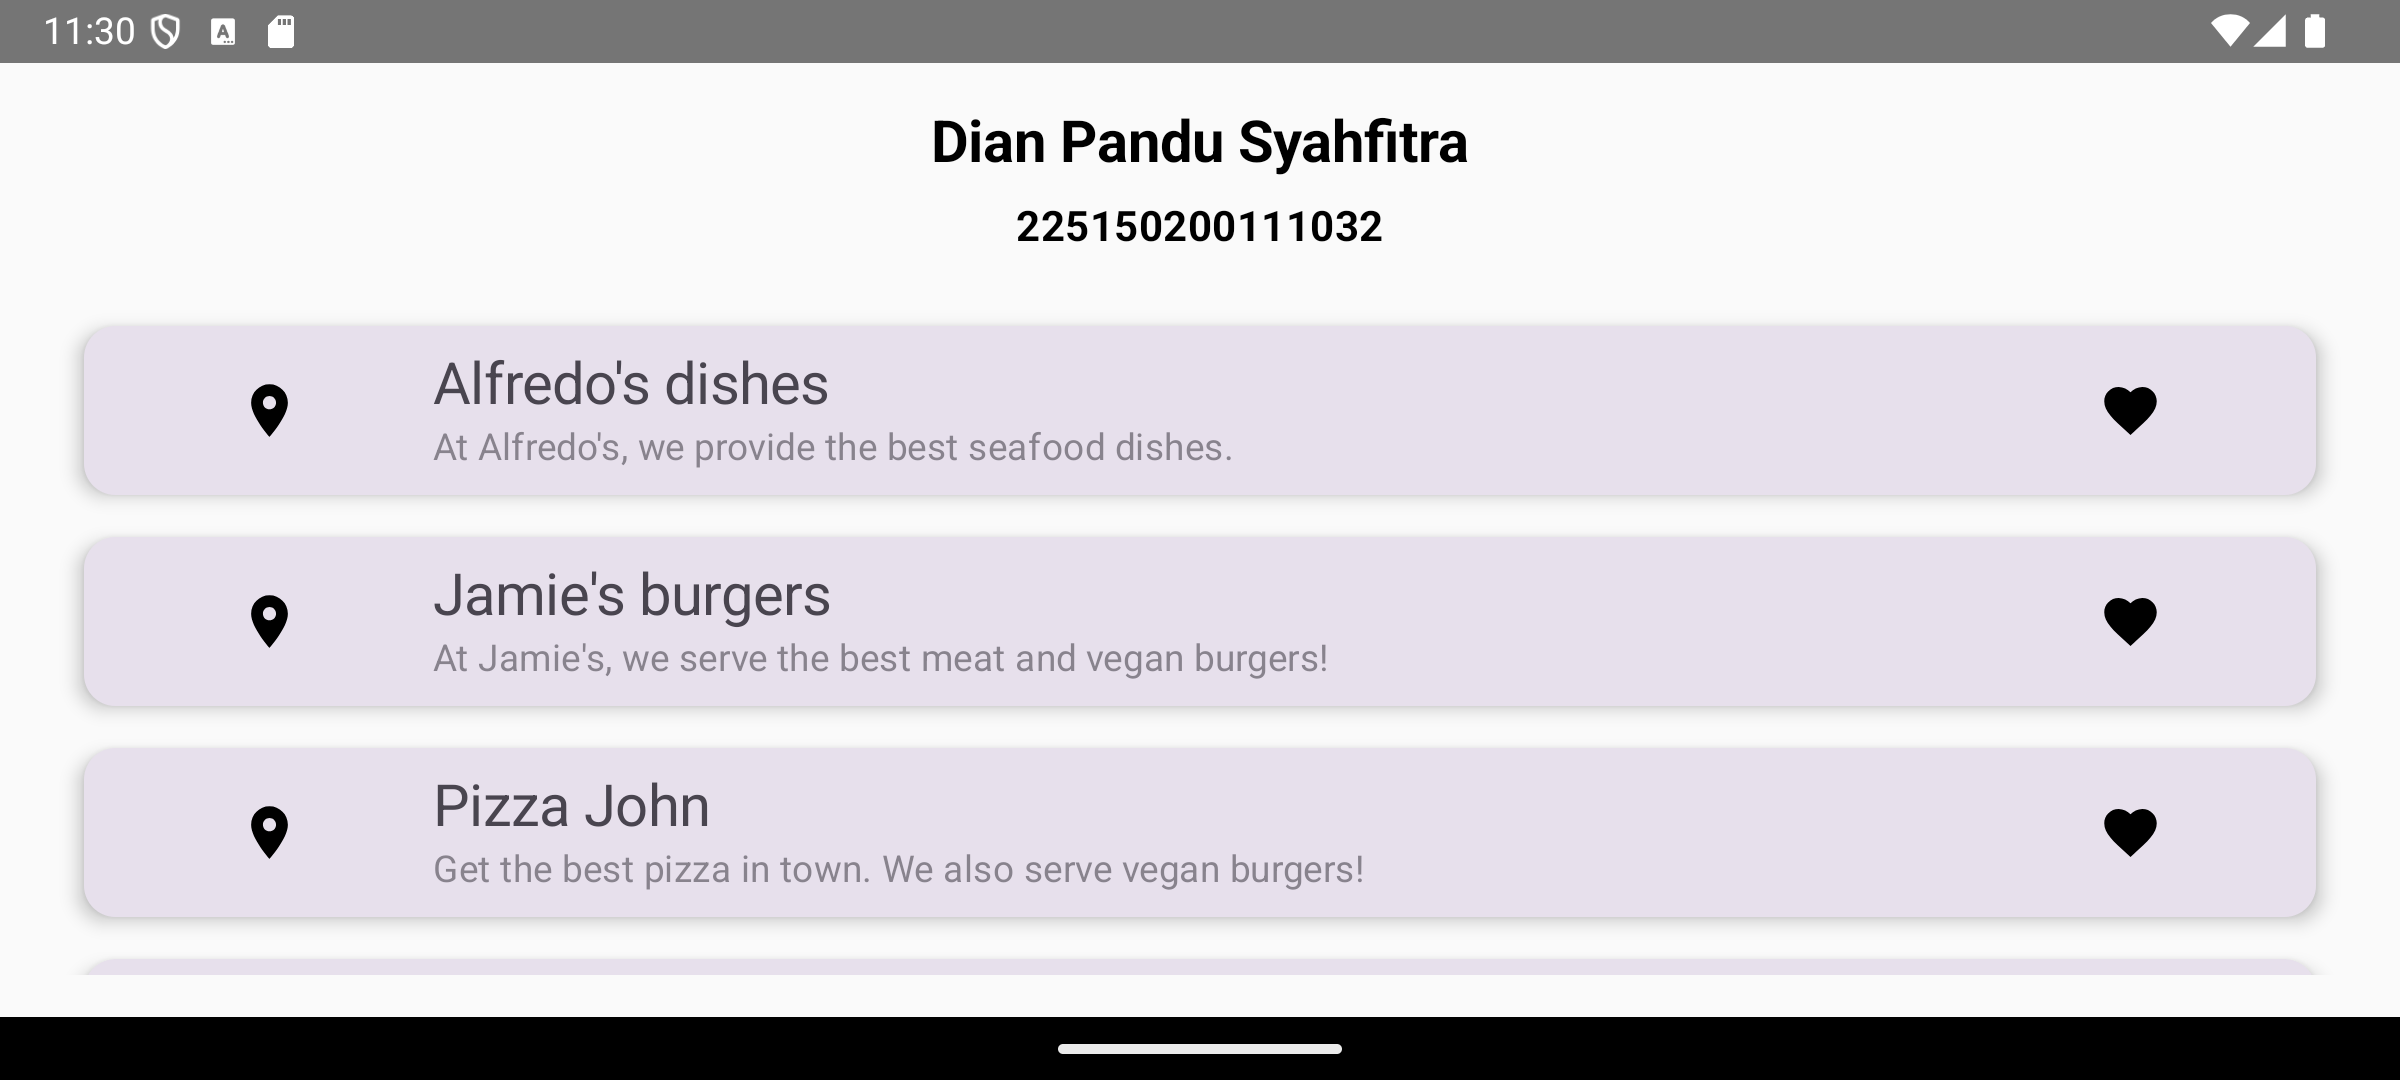 11:30
Dian Pandu Syahfitra
225150200111032
Alfredo's dishes
At Alfredo's, we provide the best seafood dishes.
Jamie's burgers
At Jamie's, we serve the best meat and vegan burgers!
Pizza John
Get the best pizza in town. We also serve vegan burgers!